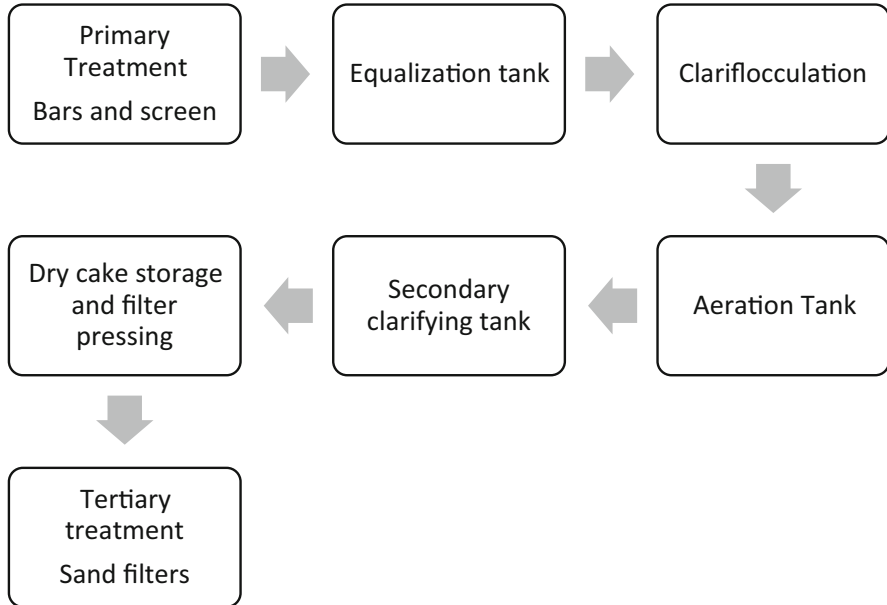 Primary
Treatment
Bars and screen
Equalization tank
Clariflocculation
Aeration Tank
Secondary
clarifying tank
Dry cake storage
and filter
pressing
Tertiary
treatment
Sand filters